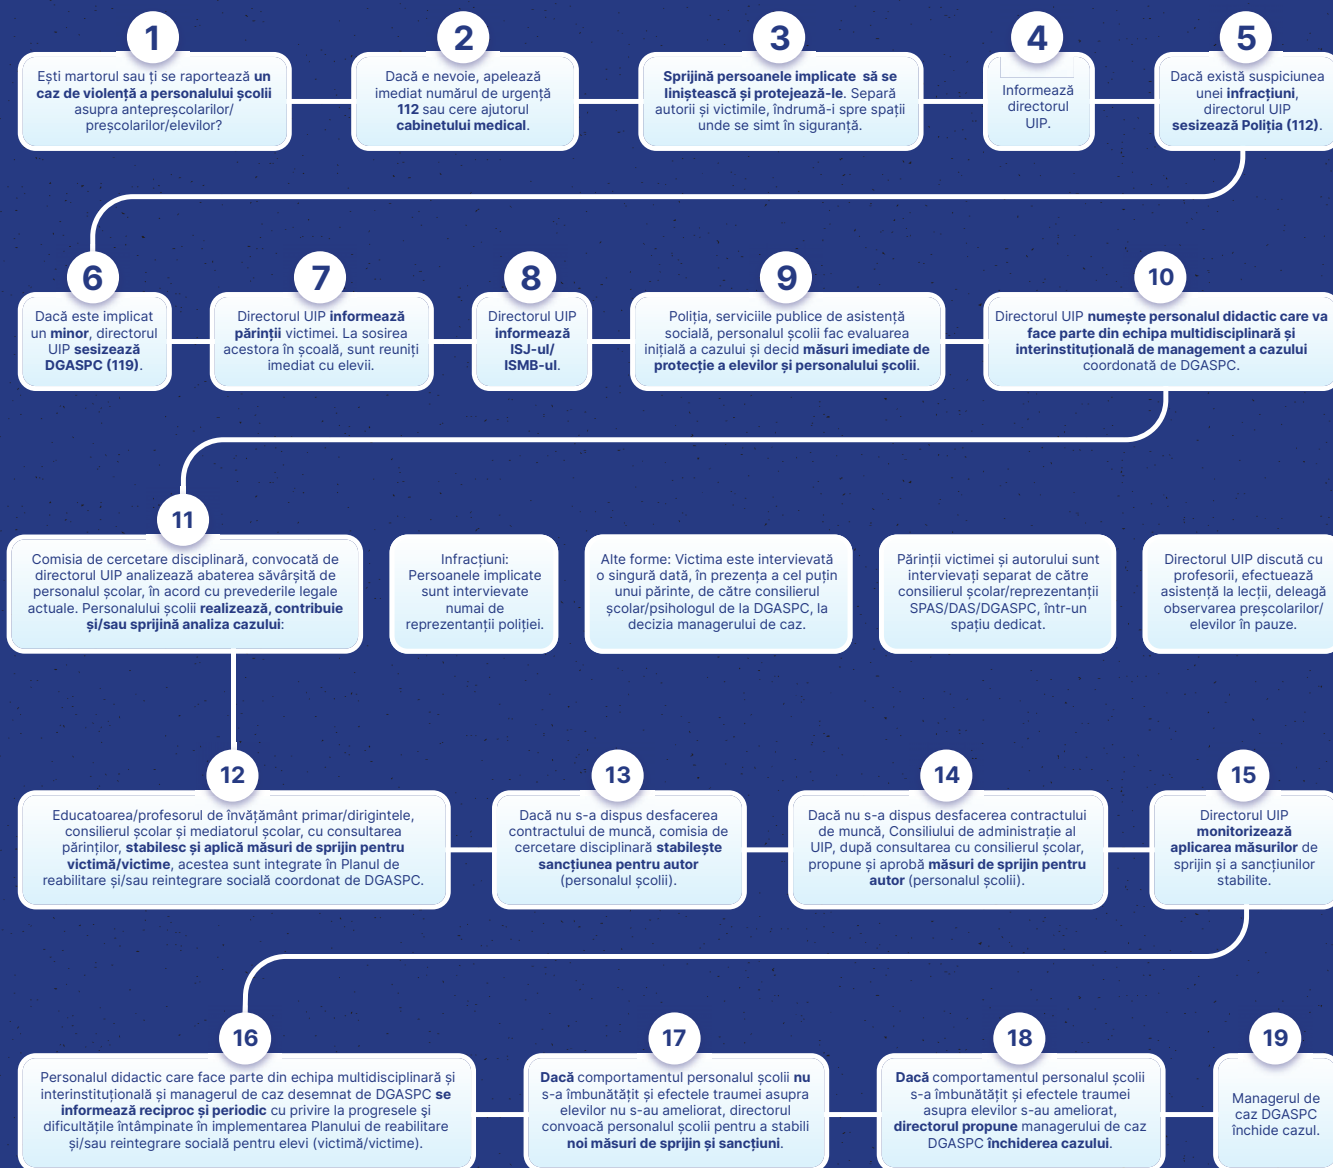 1
Ești martorul sau ți se raportează un
caz de violență a personalului școlii
asupra antepreșcolarilor/
preșcolarilor/elevilor?
2
Dacă e nevoie, apelează
imediat numărul de urgență
112 sau cere ajutorul
cabinetului medical.
3
Sprijină persoanele implicate să se
liniștească și protejează-le. Separă
autorii și victimile, îndrumă-i spre spații
unde se simt în siguranță.
4
Informează
directorul
UIP.
5
Dacă există suspiciunea
unei infracțiuni,
directorul UIP
sesizează Poliția (112).
6
Dacă este implicat
un minor, directorul
UIP sesizează
DGASPC (119).
7
Directorul UIP informează
părinții victimei. La sosirea
acestora în școală, sunt reuniți
imediat cu elevii.
8
Directorul UIP
informează
ISJ-ul/
ISMB-ul.
9
Poliția, serviciile publice de asistență
socială, personalul școlii fac evaluarea
inițială a cazului și decid măsuri imediate de
protecție a elevilor și personalului școlii.
10
Directorul UIP numește personalul didactic care va
face parte din echipa multidisciplinară și
interinstituțională de management a cazului
coordonată de DGASPC.
11
Comisia de cercetare disciplinară, convocată de
directorul UIP analizează abaterea săvârșită de
personalul școlar, în acord cu prevederile legale
actuale. Personalului școlii realizează, contribuie
și/sau sprijină analiza cazului:
Infracțiuni:
Persoanele implicate
sunt intervievate
numai de
reprezentanții poliției.
Alte forme: Victima este intervievată
o singură dată, în prezența a cel puțin
unui părinte, de către consilierul
școlar/psihologul de la DGASPC, la
decizia managerului de caz.
Părinții victimei și autorului sunt
intervievați separat de către
consilierul școlar/reprezentanții
SPAS/DAS/DGASPC, într-un
spațiu dedicat.
Directorul UIP discută cu
profesorii, efectuează
asistență la lecții, deleagă
observarea preșcolarilor/
elevilor în pauze.
12
Educatoarea/profesorul de învățământ primar/dirigintele,
consilierul școlar și mediatorul școlar, cu consultarea
părinților, stabilesc și aplică măsuri de sprijin pentru
victimă/victime, acestea sunt integrate în Planul de
reabilitare și/sau reintegrare socială coordonat de DGASPC.
13
Dacă nu s-a dispus desfacerea
contractului de muncă, comisia de
cercetare disciplinară stabilește
sancțiunea pentru autor
(personalul școlii).
14
Dacă nu s-a dispus desfacerea contractului
de muncă, Consiliul de administrație al
UIP, după consultarea cu consilierul școlar,
propune și aprobă măsuri de sprijin pentru
autor (personalul școlii).
15
Directorul UIP
monitorizează
aplicarea măsurilor de
sprijin și a sancțiunilor
stabilite.
16
Personalul didactic care face parte din echipa multidisciplinară și
interinstituțională și managerul de caz desemnat de DGASPC se
informează reciproc și periodic cu privire la progresele şi
dificultățile întâmpinate în implementarea Planului de reabilitare
și/sau reintegrare socială pentru elevi (victimă/victime).
17
Dacă comportamentul personalul școlii nu
s-a îmbunătățit și efectele traumei asupra
elevilor nu s-au ameliorat, directorul
convoacă personalul școlii pentru a stabili
noi măsuri de sprijin și sancțiuni.
18
Dacă comportamentul personalul școlii
s-a îmbunătățit și efectele traumei
asupra elevilor s-au ameliorat,
directorul propune managerului de caz
DGASPC închiderea cazului.
19
Managerul de
caz DGASPC
închide cazul.